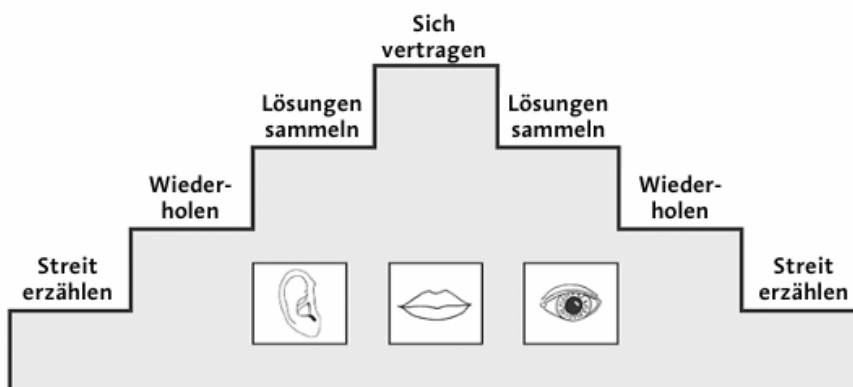 Sich
vertragen
Lösungen
sammeln
Lösungen
sammeln
Wieder-
holen
Wieder-
holen
Streit
erzählen
Streit
erzählen